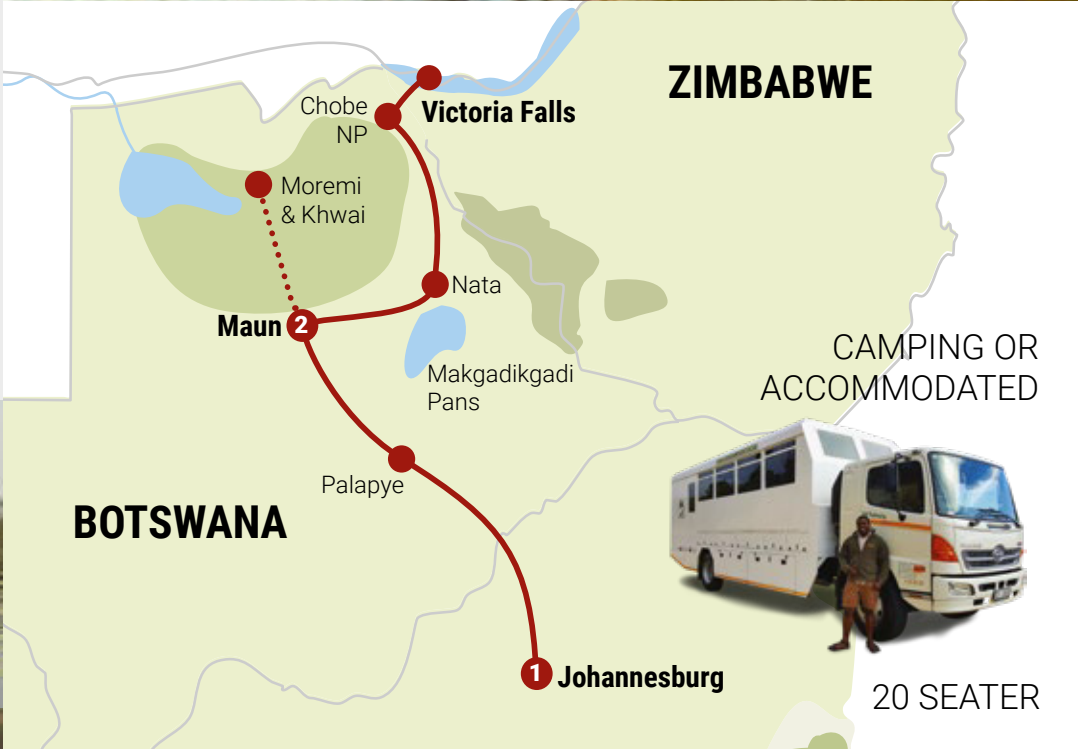 ZIMBABWE
Chobe
NP
Victoria Falls
Moremi
& Khwai
Nata
Maun
2
Makgadikgadi
Pans
CAMPING OR
ACCOMMODATED
Palapye
BOTSWANA
1
Johannesburg
20 SEATER